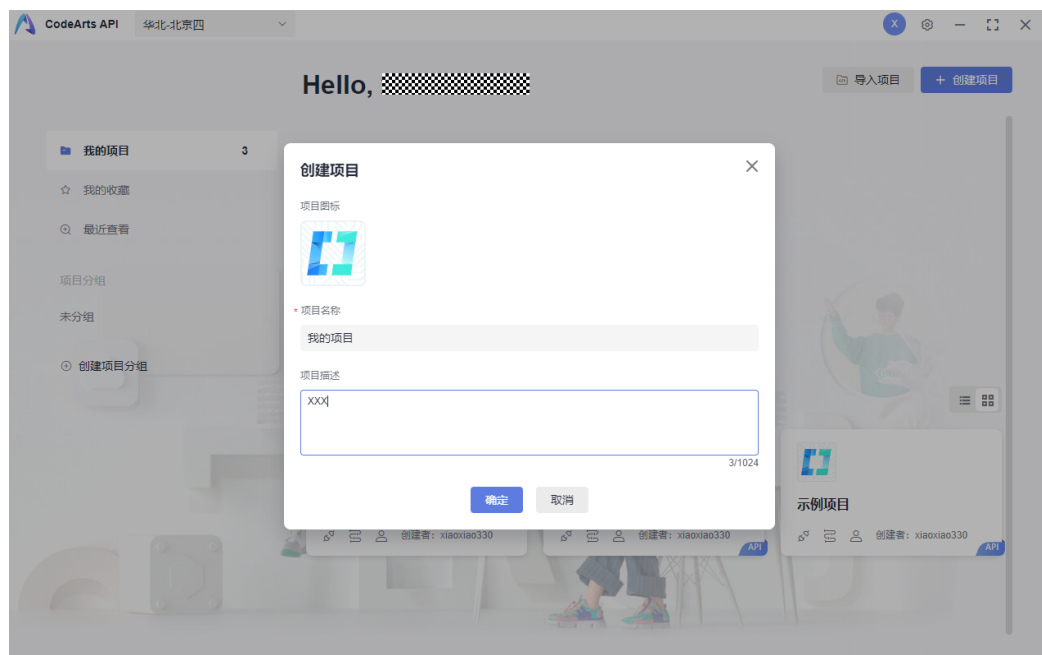 CodeArts API 华北-北京四 X
Hello,
导入项目 + 创建项目
我的项目 3
我的收藏
最近查看
项目分组
未分组
创建项目分组
创建项目
项目图标
* 项目名称
我的项目
项目描述
XXX
3/1024
确定 取消
示例项目
创建者：xiaoxiao330 创建者：xiaoxiao330 创建者：xiaoxiao330
API API